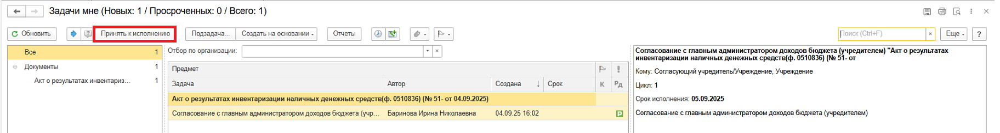 Задачи мне (Новых: 1 / Просроченных: 0 / Всего: 1)
Обновить
Принять к исполнению
Подзадача...
Создать на основании
Отчеты
Поиск (Ctrl+F)
×
Еще
?
Все 1
Документы 1
Акт о результатах инвентариз... 1
Отбор по организации:
×
Предмет
Задача Автор Создана ↓ Срок К Рд
Акт о результатах инвентаризации наличных денежных средств(ф. 0510836) (№ 51- от 04.09.2025)
Согласование с главным администратором доходов бюджета (учр... Баринова Ирина Николаевна 04.09.25 16:02 P
Согласование с главным администратором доходов бюджета (учредителем) "Акт о результатах
инвентаризации наличных денежных средств(ф. 0510836) (№ 51- от
Кому: Согласующий учредитель/Учреждение, Учреждение
Цикл: 1
Срок исполнения: 05.09.2025
Согласование с главным администратором доходов бюджета (учредителем)